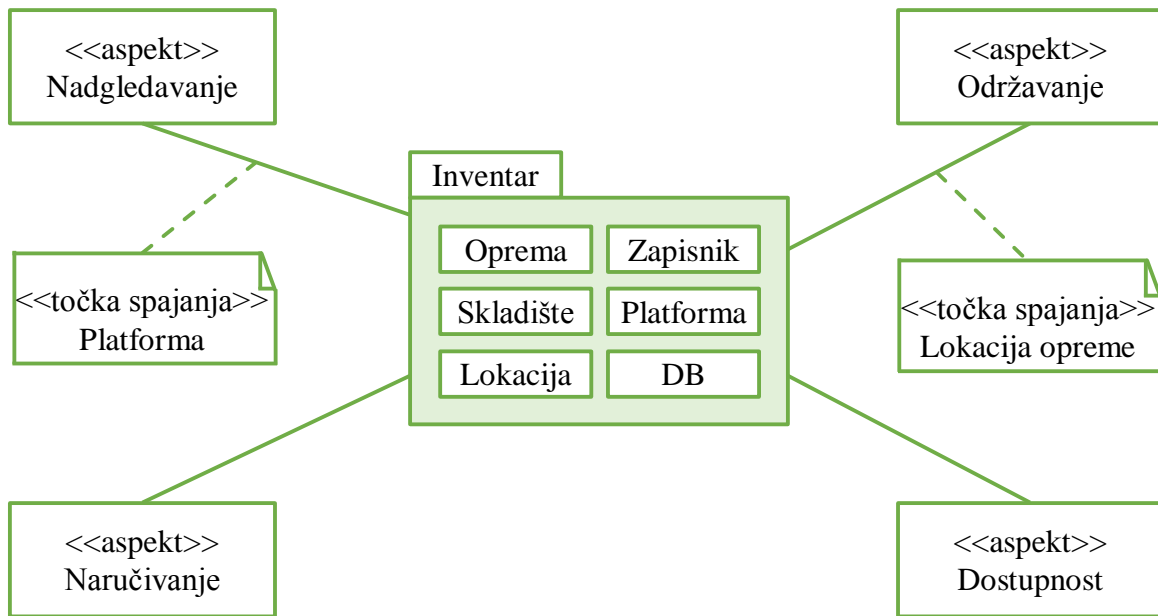 <<aspekt>>
Nadgledavanje
<<aspekt>>
Održavanje
Inventar
Oprema
Zapisnik
Skladište
Platforma
Lokacija
DB
<<točka spajanja>>
Platforma
<<točka spajanja>>
Lokacija opreme
<<aspekt>>
Naručivanje
<<aspekt>>
Dostupnost